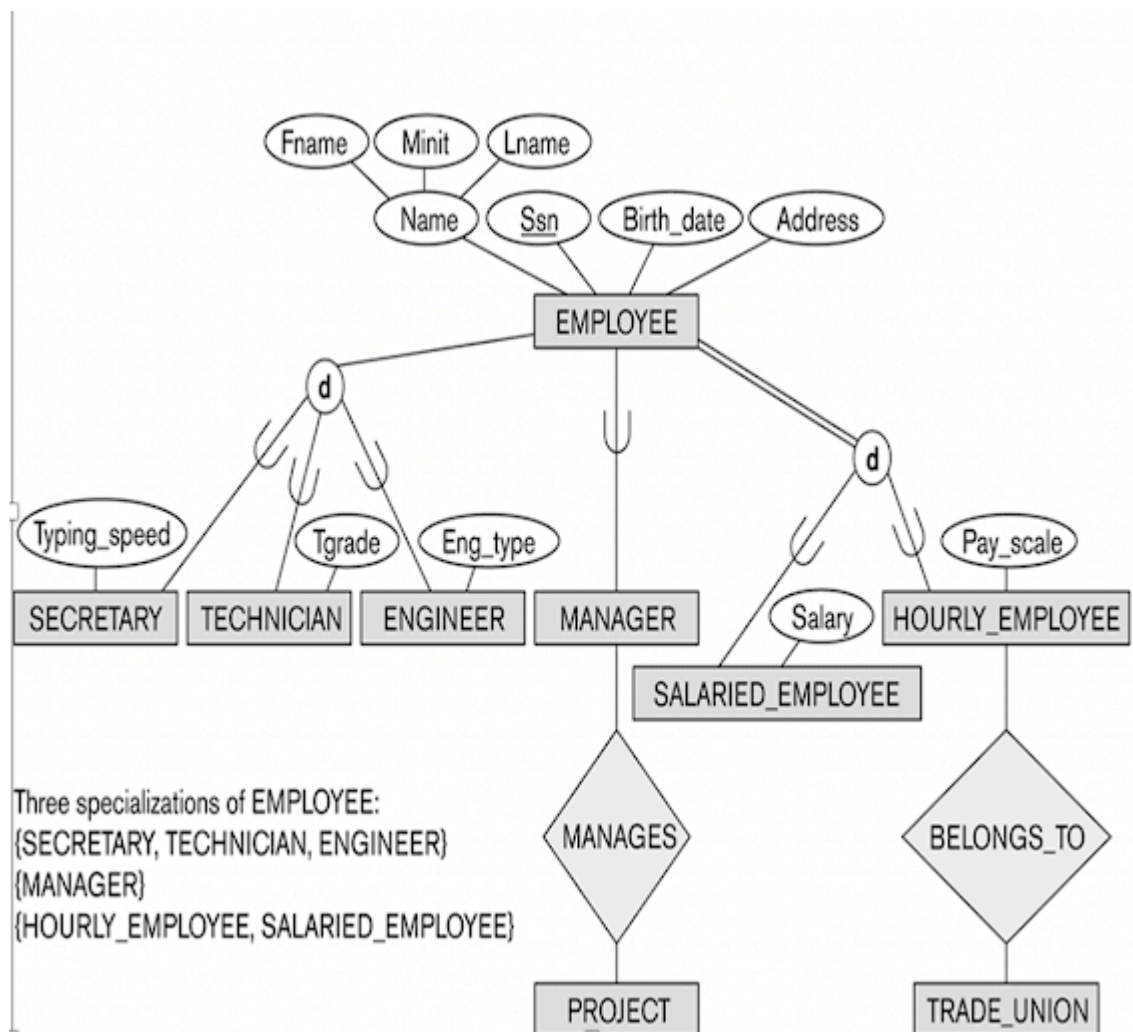 Fname Minit Lname
Name Ssn Birth_date Address
EMPLOYEE
d
d
Typing_speed Tgrade Eng_type Pay_scale
SECRETARY TECHNICIAN ENGINEER MANAGER Salary HOURLY_EMPLOYEE
SALARIED_EMPLOYEE
Three specializations of EMPLOYEE:
{SECRETARY, TECHNICIAN, ENGINEER}
{MANAGER}
{HOURLY_EMPLOYEE, SALARIED_EMPLOYEE}
MANAGES BELONGS_TO
PROJECT TRADE_UNION